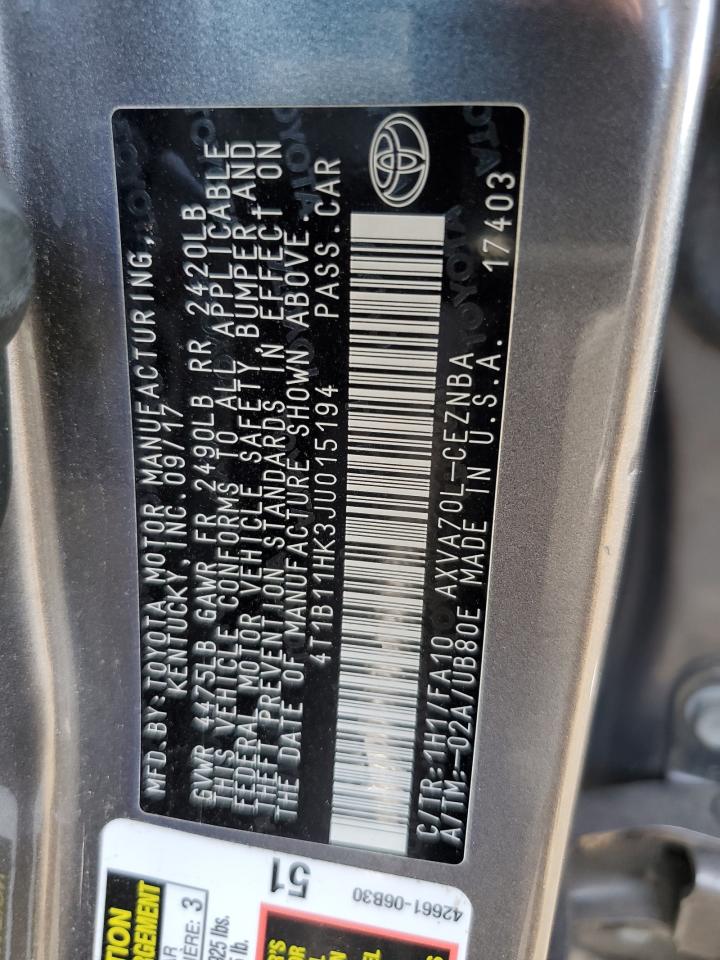 MFD.BY:TOYOTA MOTOR MANUFACTURING,
KENTUCKY, INC.09/17
GVWR 4475LB GAWR FR 2490LB RR 2420LB
THIS VEHICLE CONFORMS TO ALL APPLICABLE
FEDERAL MOTOR VEHICLE SAFETY, BUMPER AND
THEFT PREVENTION STANDARDS IN EFFECT ON
THE DATE OF MANUFACTURE SHOWN ABOVE.
4T1B11HK3JU015194 PASS.CAR
C/TR:1H1/FA10 AXVA70L-CEZNBA
A/TM:-02A/UB80E MADE IN U.S.A. 17403
51
42661-06B30
3
325 lbs.